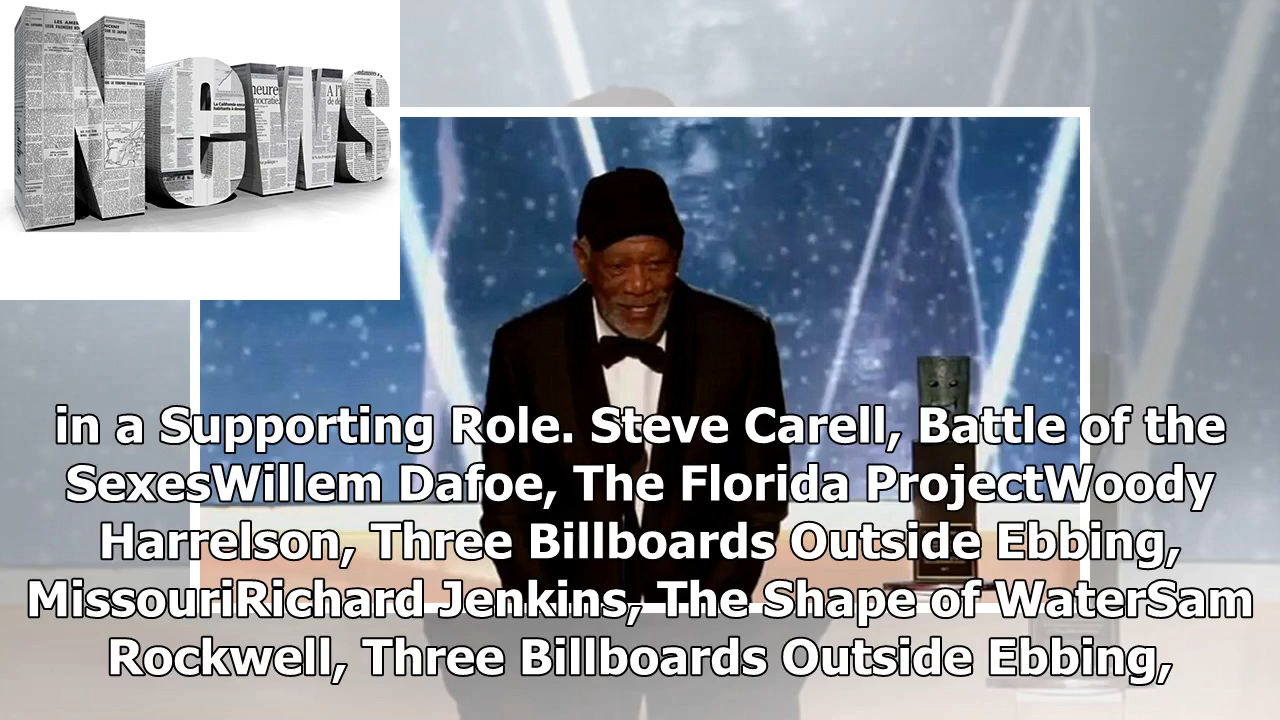 News
in a Supporting Role. Steve Carell, Battle of the
SexesWillem Dafoe, The Florida ProjectWoody
Harrelson, Three Billboards Outside Ebbing,
MissouriRichard Jenkins, The Shape of WaterSam
Rockwell, Three Billboards Outside Ebbing,